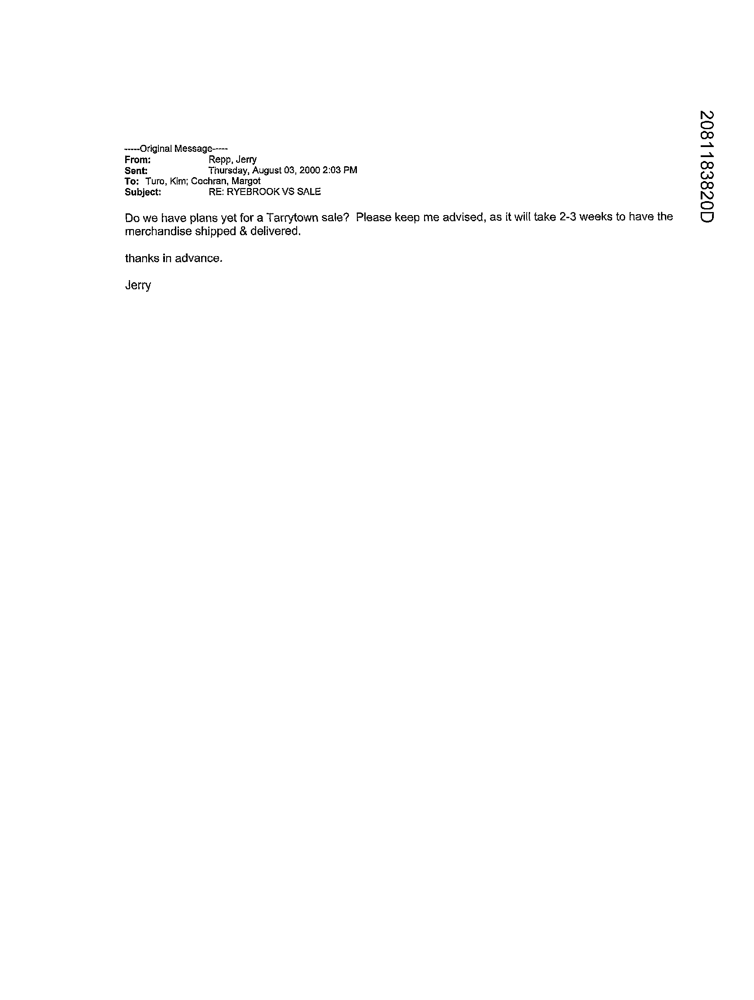 -----Original Message-----
From: Repp, Jerry
Sent: Thursday, August 03, 2000 2:03 PM
To: Turo, Kim; Cochran, Margot
Subject: RE: RYEBROOK VS SALE
Do we have plans yet for a Tarrytown sale? Please keep me advised, as it will take 2-3 weeks to have the
merchandise shipped & delivered.
thanks in advance.
Jerry
2081183820D